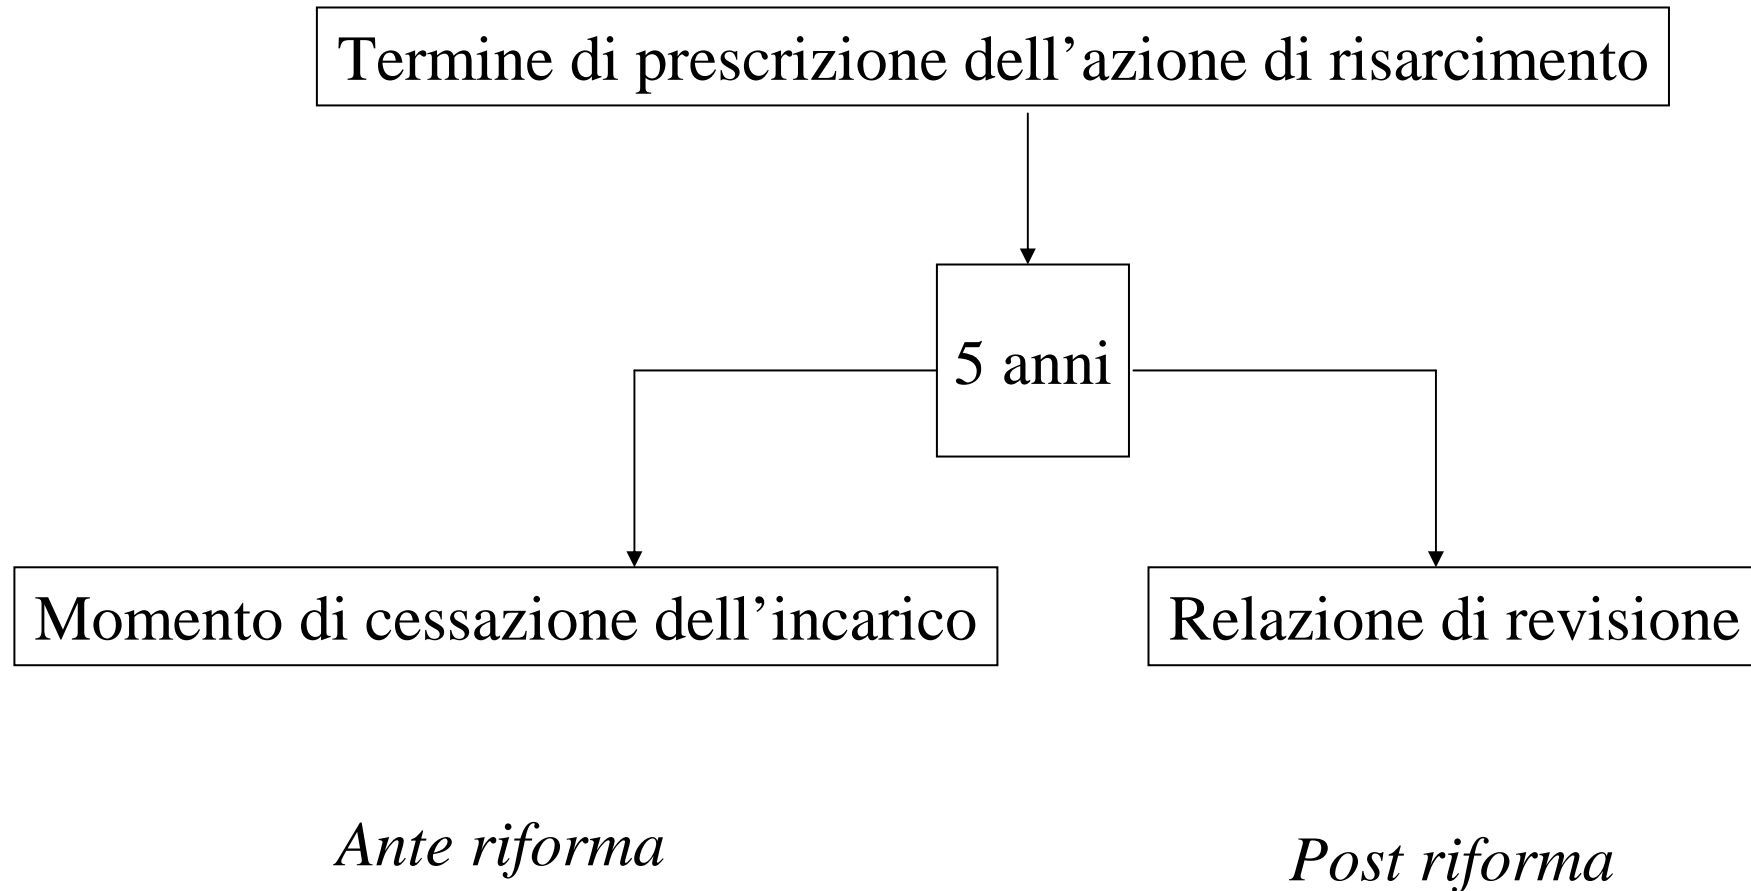 Termine di prescrizione dell’azione di risarcimento
5 anni
Momento di cessazione dell’incarico
Relazione di revisione
Ante riforma
Post riforma